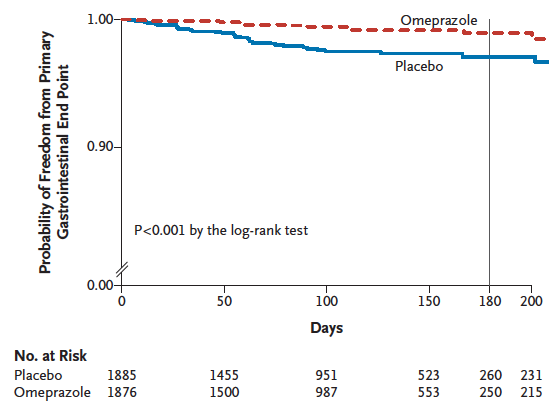 Probability of Freedom from Primary
Gastrointestinal End Point
1.00
0.90
0.00
Omeprazole
Placebo
P<0.001 by the log-rank test
0 50 100 150 180 200
Days
No. at Risk
Placebo 1885 1455 951 523 260 231
Omeprazole 1876 1500 987 553 250 215